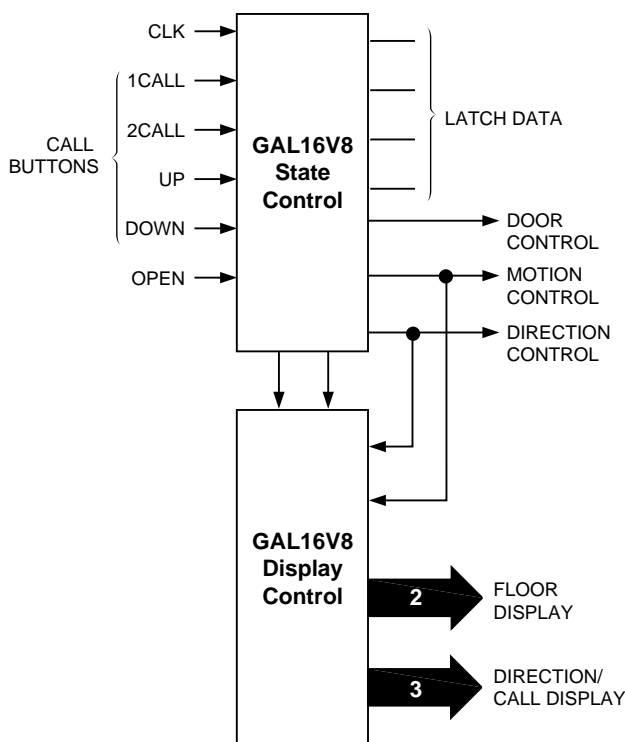 CLK
1CALL
2CALL
CALL
BUTTONS
UP
DOWN
OPEN
GAL16V8
State
Control
LATCH DATA
DOOR
CONTROL
MOTION
CONTROL
DIRECTION
CONTROL
GAL16V8
Display
Control
2
FLOOR
DISPLAY
3
DIRECTION/
CALL DISPLAY